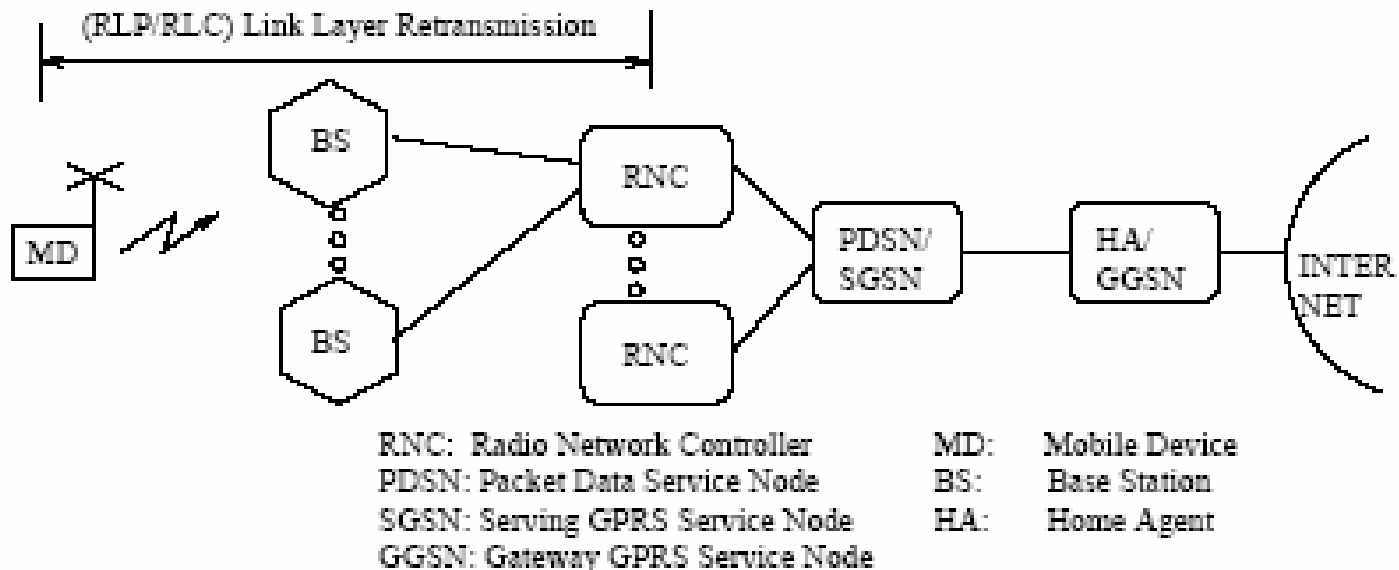 (RLP/RLC) Link Layer Retransmission
BS
RNC
MD
PDSN/
SGSN
HA/
GGSN
INTER
NET
BS
RNC
RNC: Radio Network Controller
PDSN: Packet Data Service Node
SGSN: Serving GPRS Service Node
GGSN: Gateway GPRS Service Node
MD: Mobile Device
BS: Base Station
HA: Home Agent